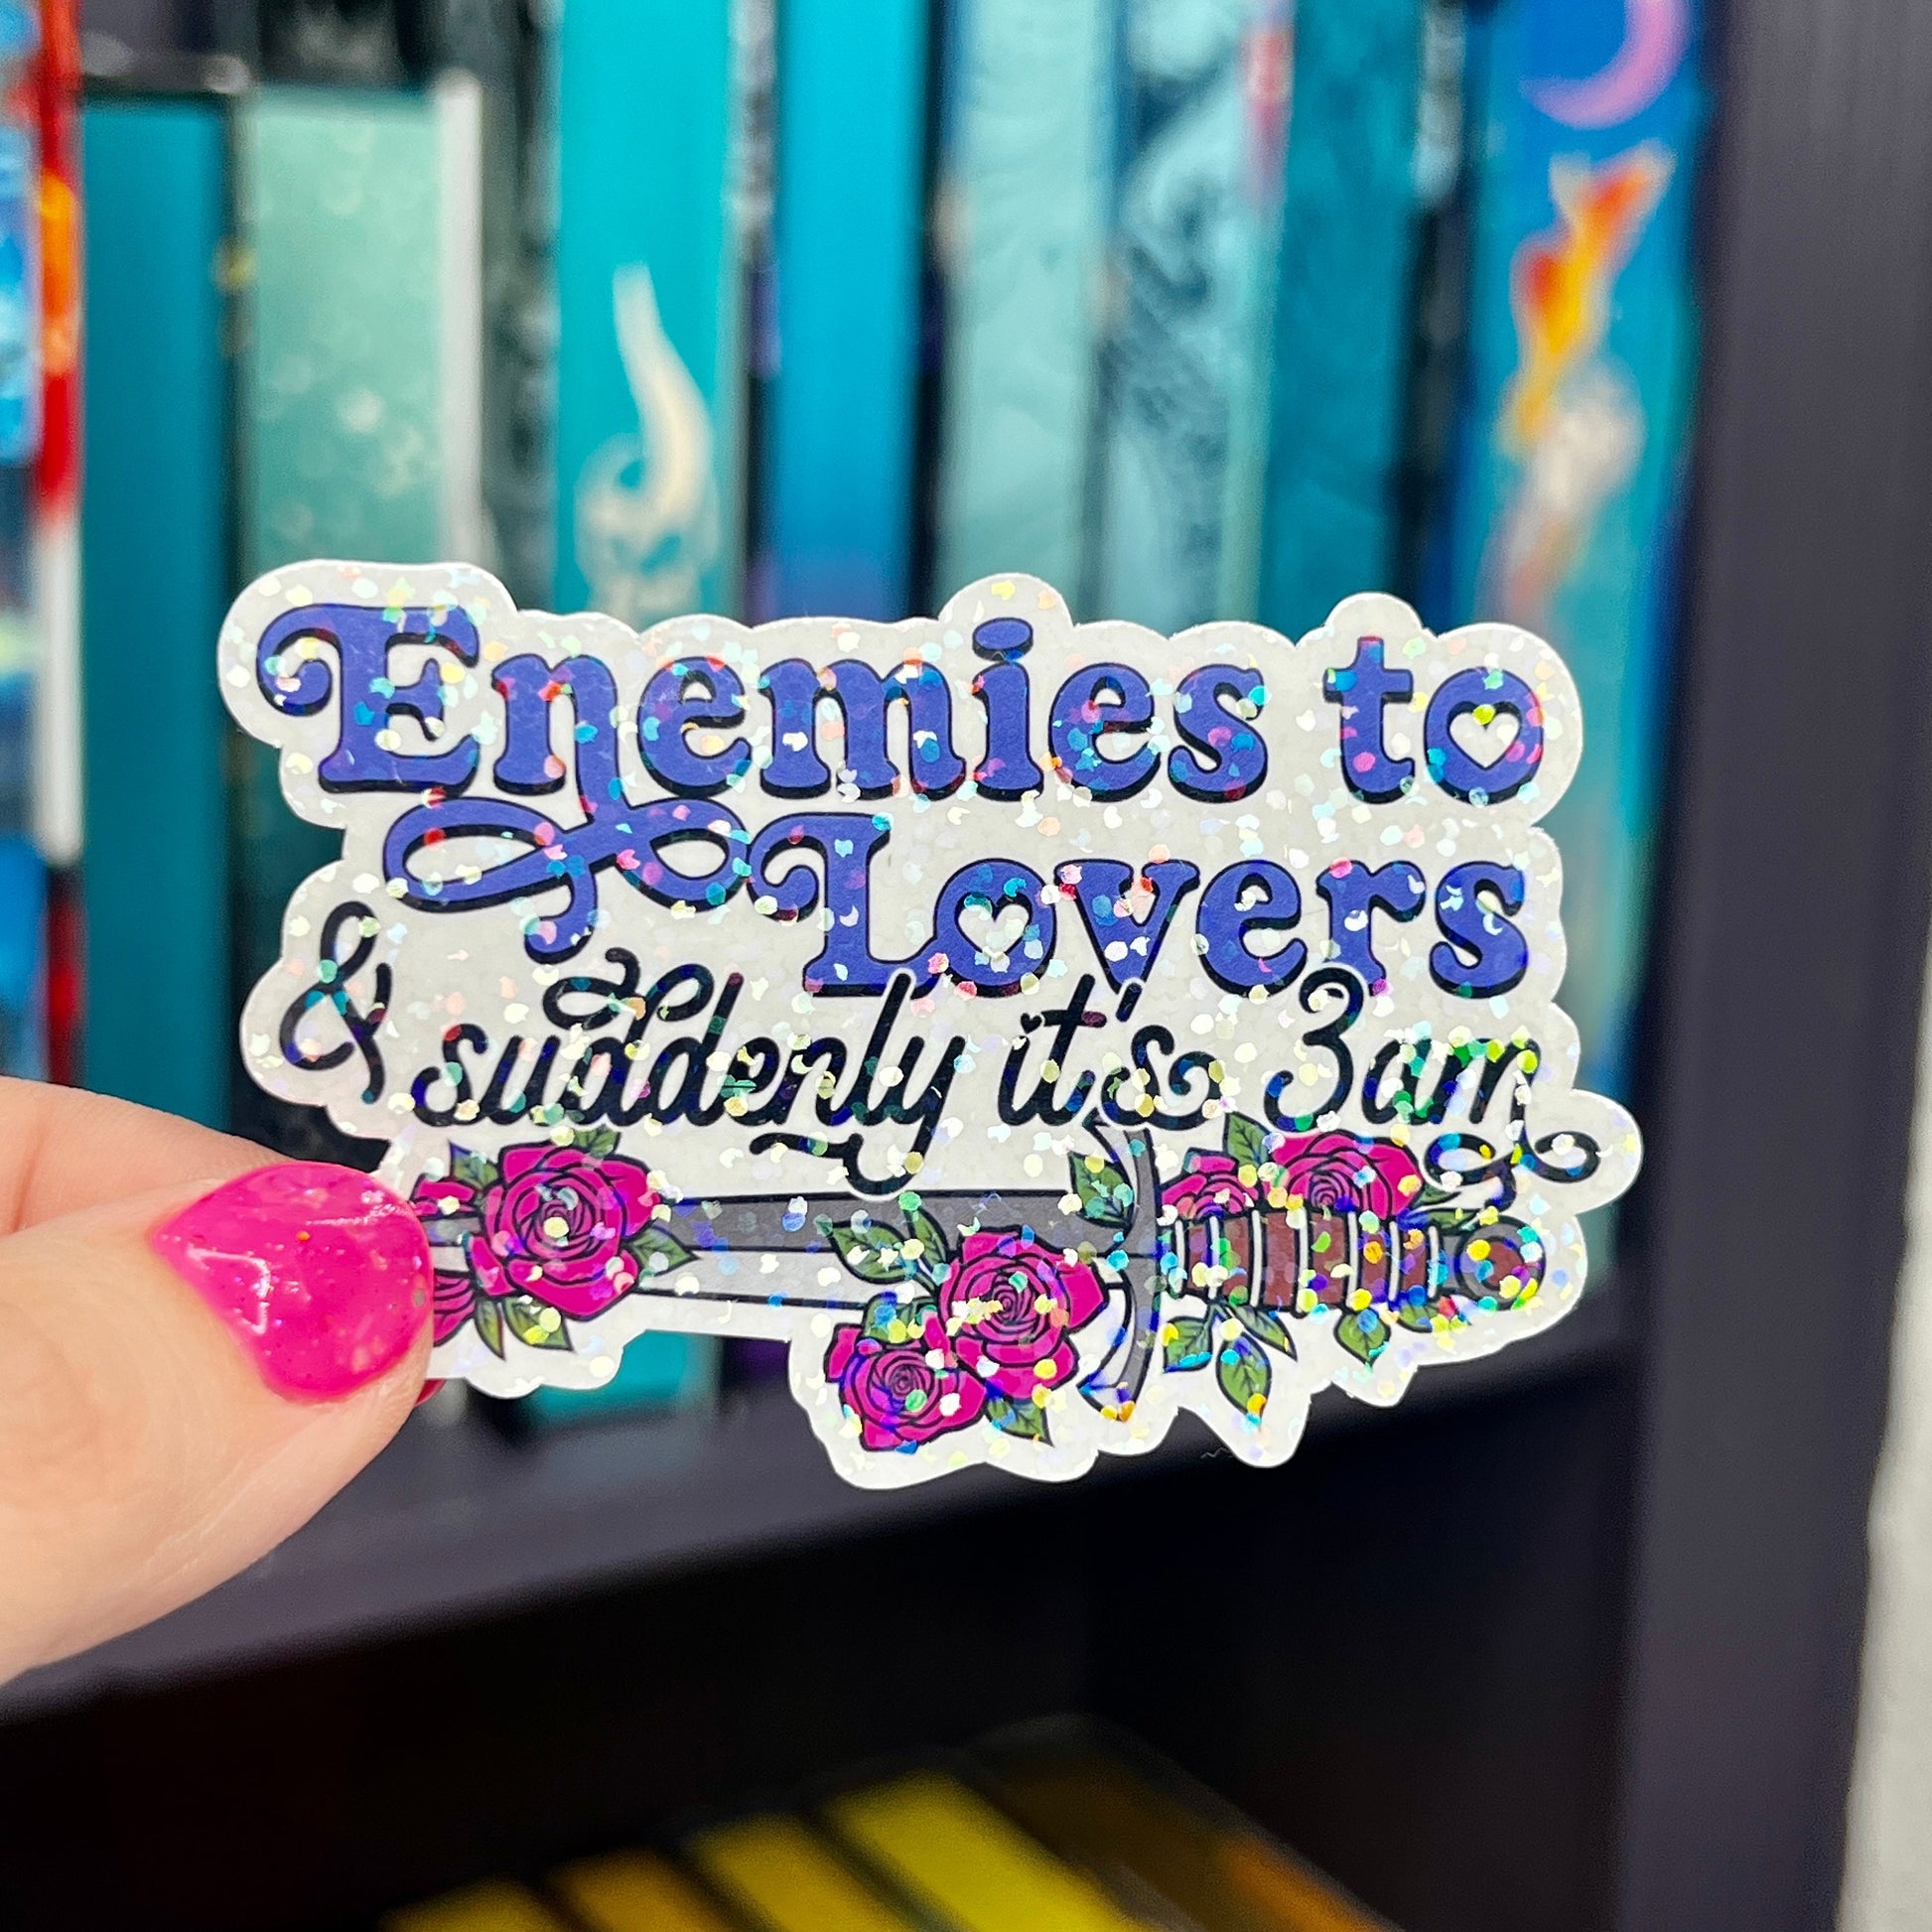 Enemies to
Lovers
& suddenly it's 3am